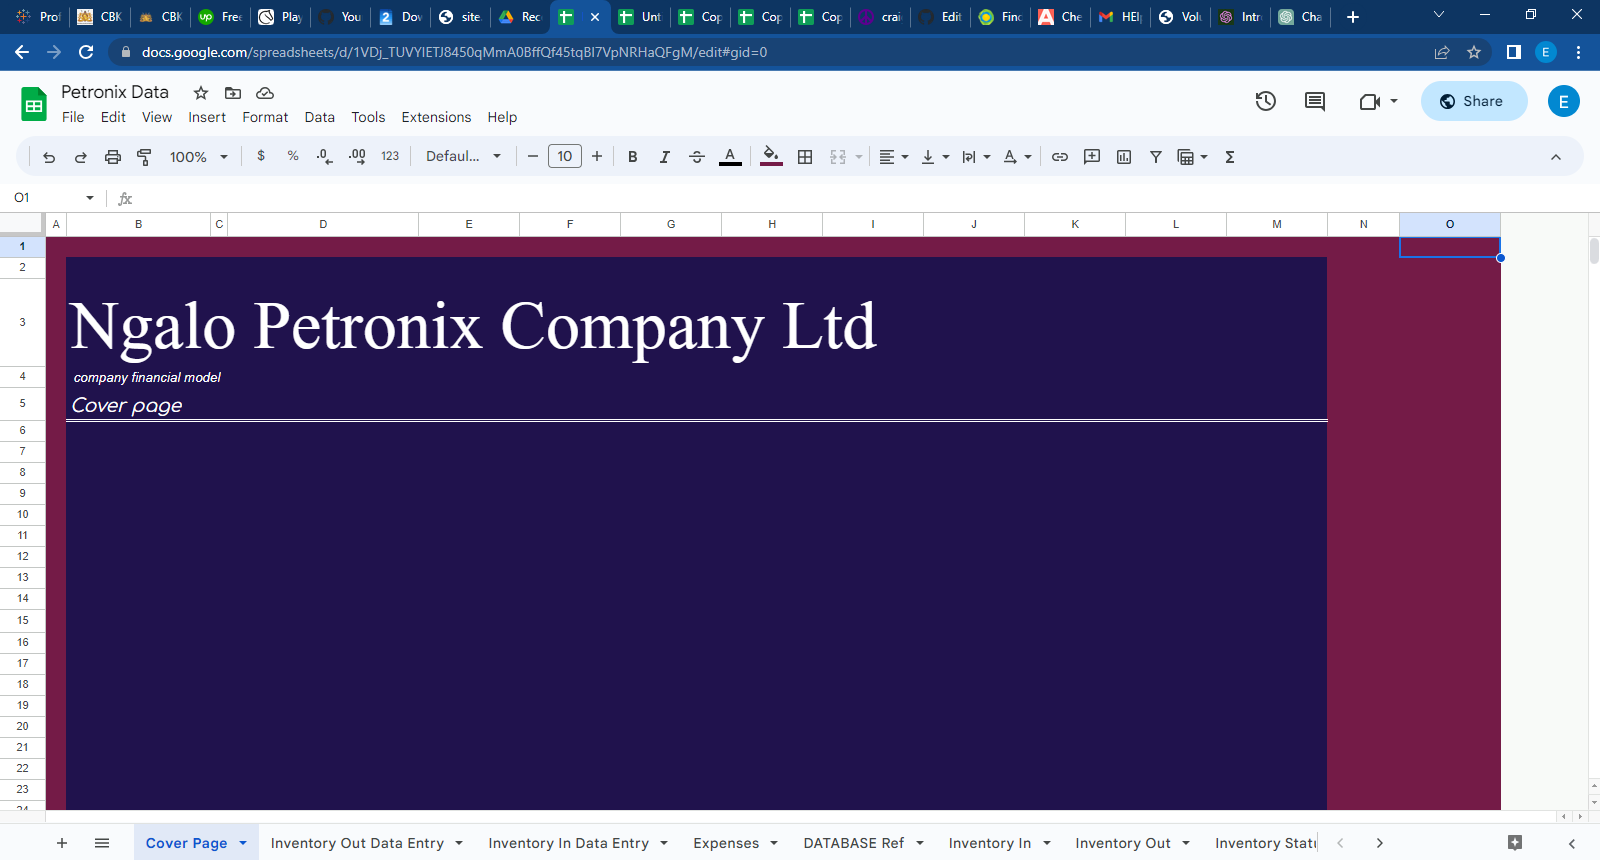 Prof
CBK
CBK
Free
Play
You
Dov
site.
Rec
Unt
Cop
Cop
Cop
crai
Edit
Finc
Che
HEl
Volu
Intr
Cha
docs.google.com/spreadsheets/d/1VDj_TUVYIETJ8450qMmA0BffQf45tqBI7VpNRHaQFgM/edit#gid=0
E
Petronix Data
File Edit View Insert Format Data Tools Extensions Help
Share
E
100% $ % .0 .00 123 Defaul... 10 B I A
O1
fx
A B C D E F G H I J K L M N O
1
2
3
Ngalo Petronix Company Ltd
4
company financial model
5
Cover page
6
7
8
9
10
11
12
13
14
15
16
17
18
19
20
21
22
23
24
Cover Page Inventory Out Data Entry Inventory In Data Entry Expenses DATABASE Ref Inventory In Inventory Out Inventory Statu